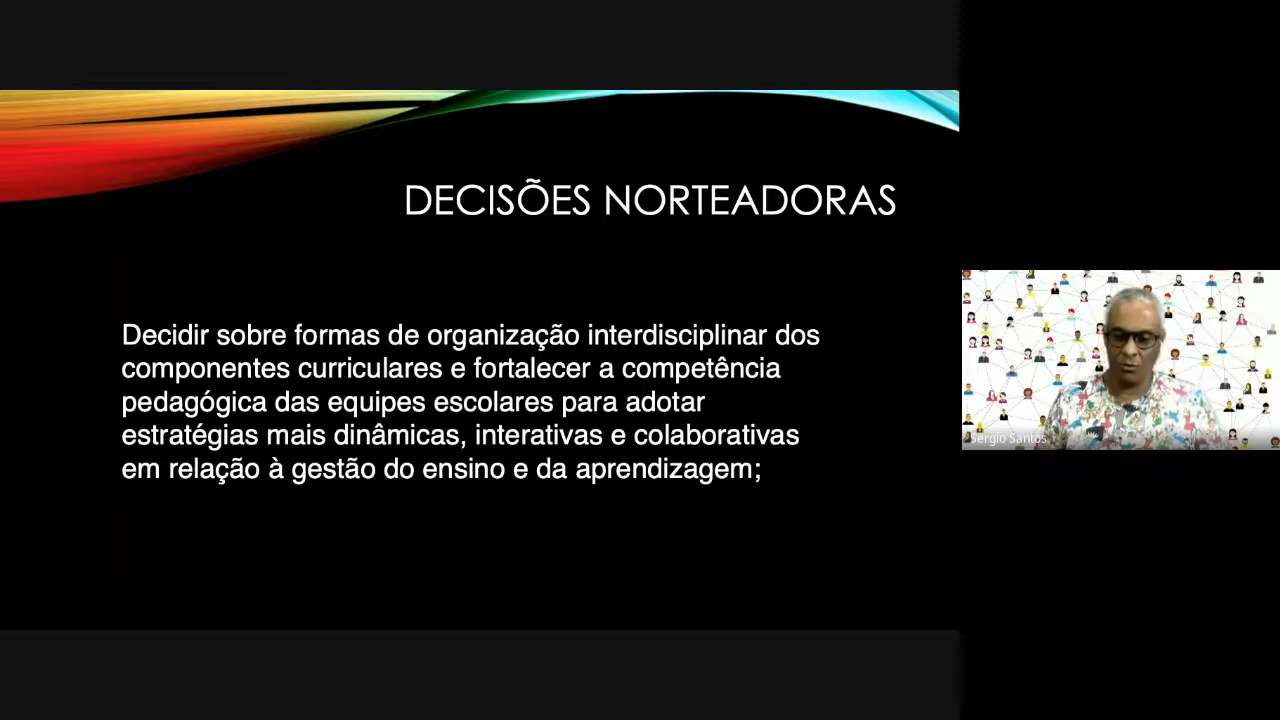 DECISÕES NORTEADORAS
Decidir sobre formas de organização interdisciplinar dos
componentes curriculares e fortalecer a competência
pedagógica das equipes escolares para adotar
estratégias mais dinâmicas, interativas e colaborativas
em relação à gestão do ensino e da aprendizagem;
Sérgio Santos